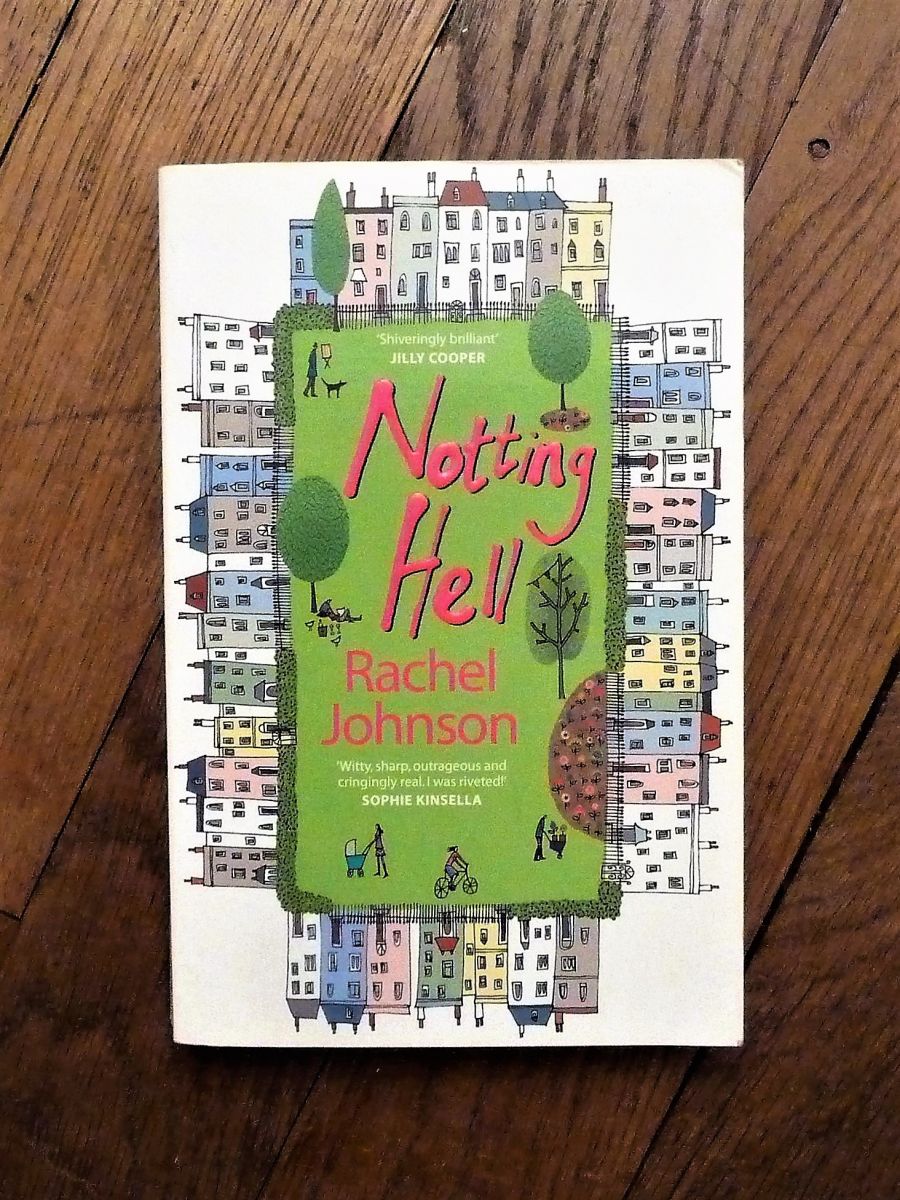 'Shiveringly brilliant'
JILLY COOPER
Notting
Hell
Rachel
Johnson
'Witty, sharp, outrageous and
cringingly real. I was riveted!'
SOPHIE KINSELLA